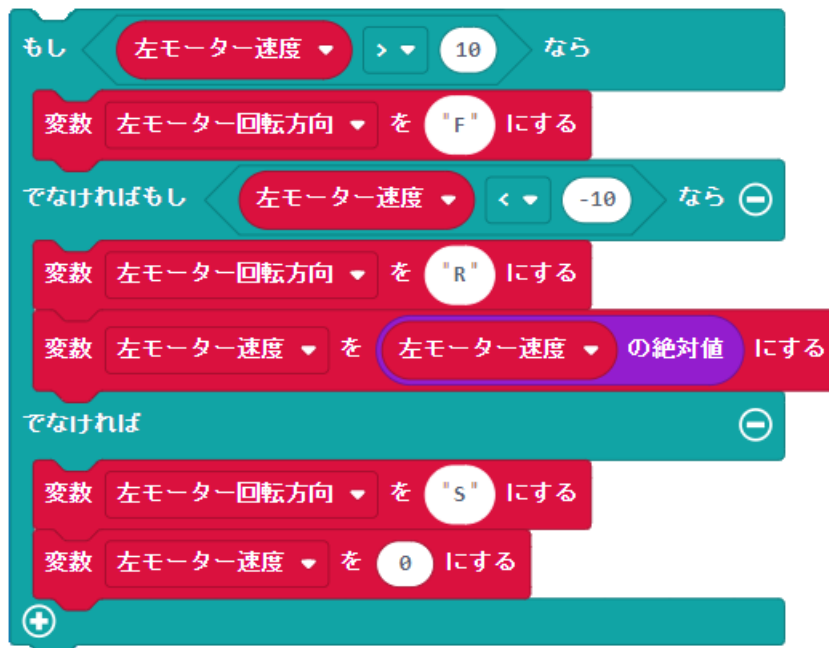 もし 左モーター速度 > 10 なら
変数 左モーター回転方向 を "F" にする
でなければもし 左モーター速度 < -10 なら
変数 左モーター回転方向 を "R" にする
変数 左モーター速度 を 左モーター速度 の絶対値 にする
でなければ
変数 左モーター回転方向 を "S" にする
変数 左モーター速度 を 0 にする